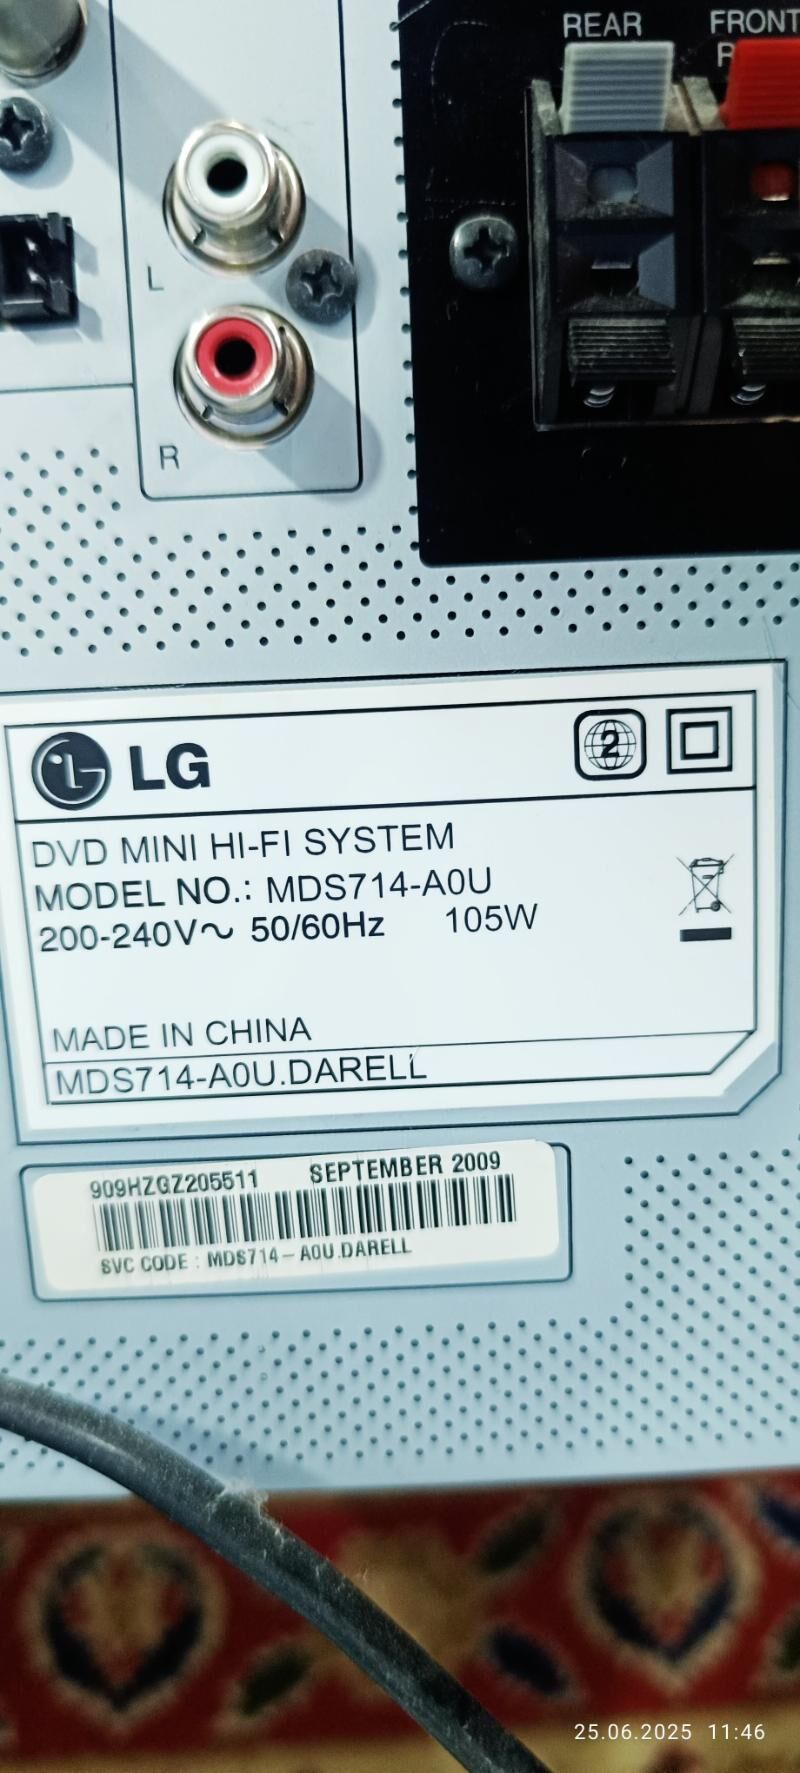 REAR
FRONT
R
L
R
LG
2
DVD MINI HI-FI SYSTEM
MODEL NO.: MDS714-A0U
200-240V～ 50/60Hz 105W
MADE IN CHINA
MDS714-A0U.DARELL
909HZGZ205511 SEPTEMBER 2009
SVC CODE : MDS714-A0U.DARELL
25.06.2025 11:46